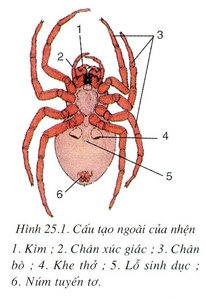 1
2
3
4
5
6
Hình 25.1. Cấu tạo ngoài của nhện
1. Kìm ; 2. Chân xúc giác ; 3. Chân
bò ; 4. Khe thở ; 5. Lỗ sinh dục ;
6. Núm tuyến tơ.